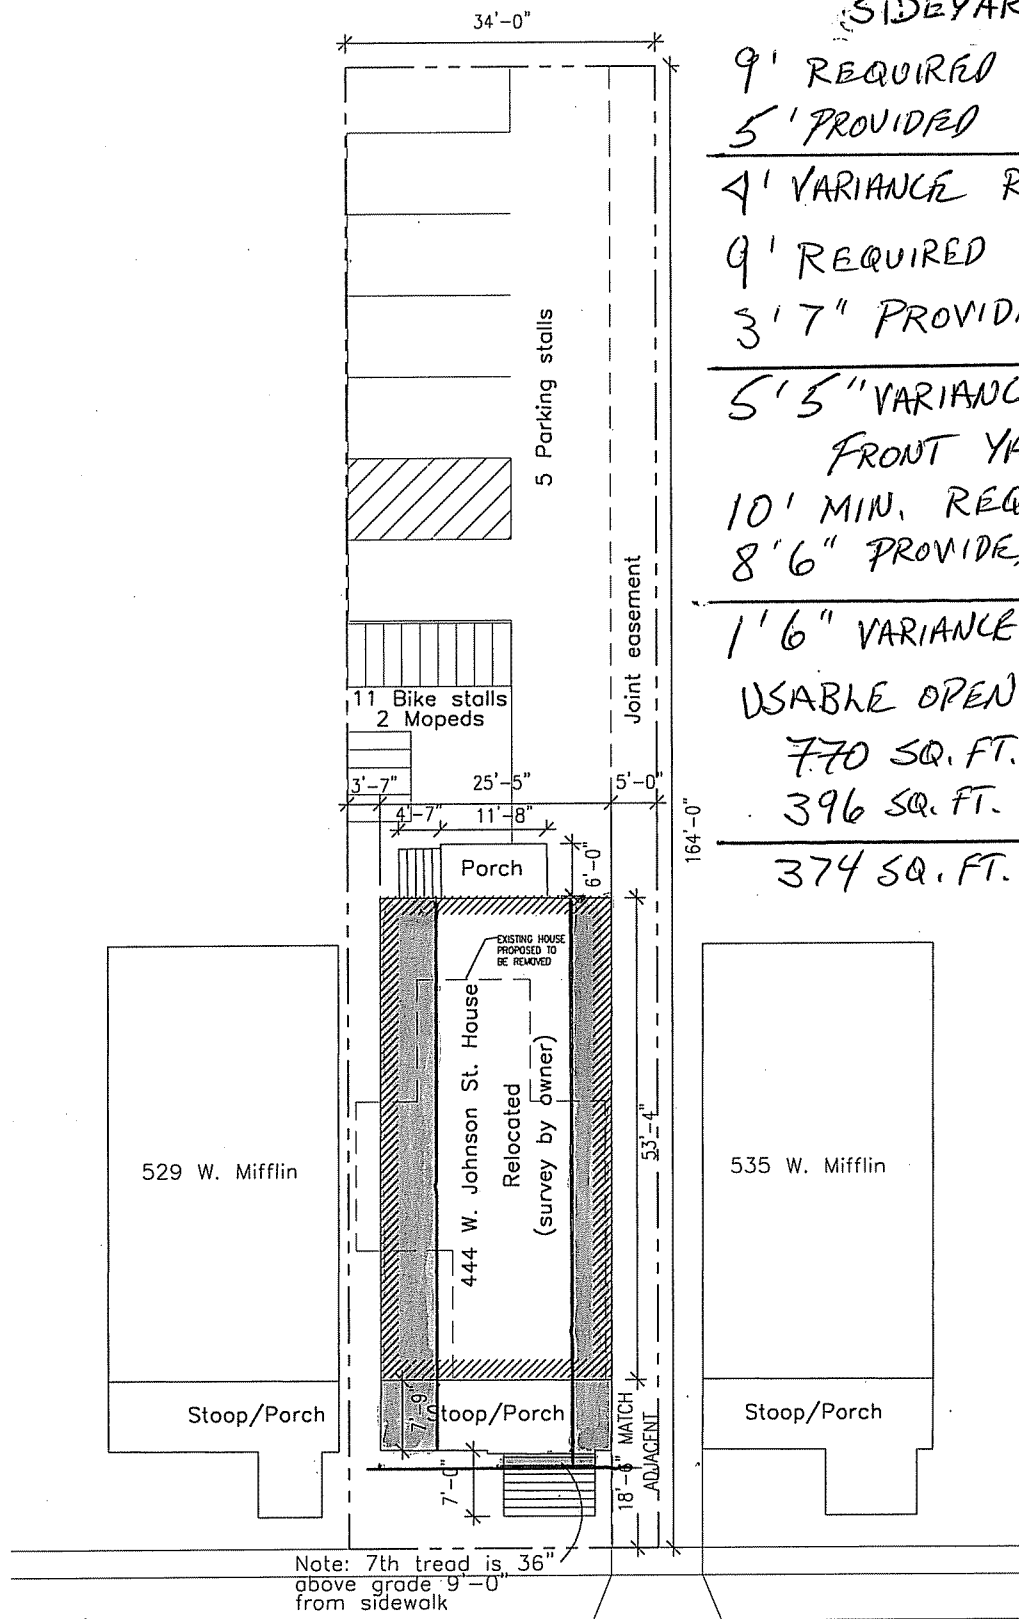 34'-0"
SIDEYAR
9' REQUIRED
5' PROVIDED
4' VARIANCE R
9' REQUIRED
3'7" PROVID
5'5" VARIANC
FRONT YA
10' MIN. REQ
8'6" PROVIDE
1'6" VARIANCE
USABLE OPEN
770 SQ. FT.
396 SQ. FT.
374 SQ. FT.
5 Parking stalls
Joint easement
11 Bike stalls
2 Mopeds
3'-7"
25'-5"
5'-0"
4'-7"
11'-8"
164'-0"
Porch
6'-0"
EXISTING HOUSE
PROPOSED TO
BE REMOVED
444 W. Johnson St. House
Relocated
(survey by owner)
53'-4"
529 W. Mifflin
535 W. Mifflin
Stoop/Porch
7'-9"
Stoop/Porch
Stoop/Porch
18'-6" MATCH
ADJACENT
7'-0"
Note: 7th tread is 36"
above grade 9'-0"
from sidewalk